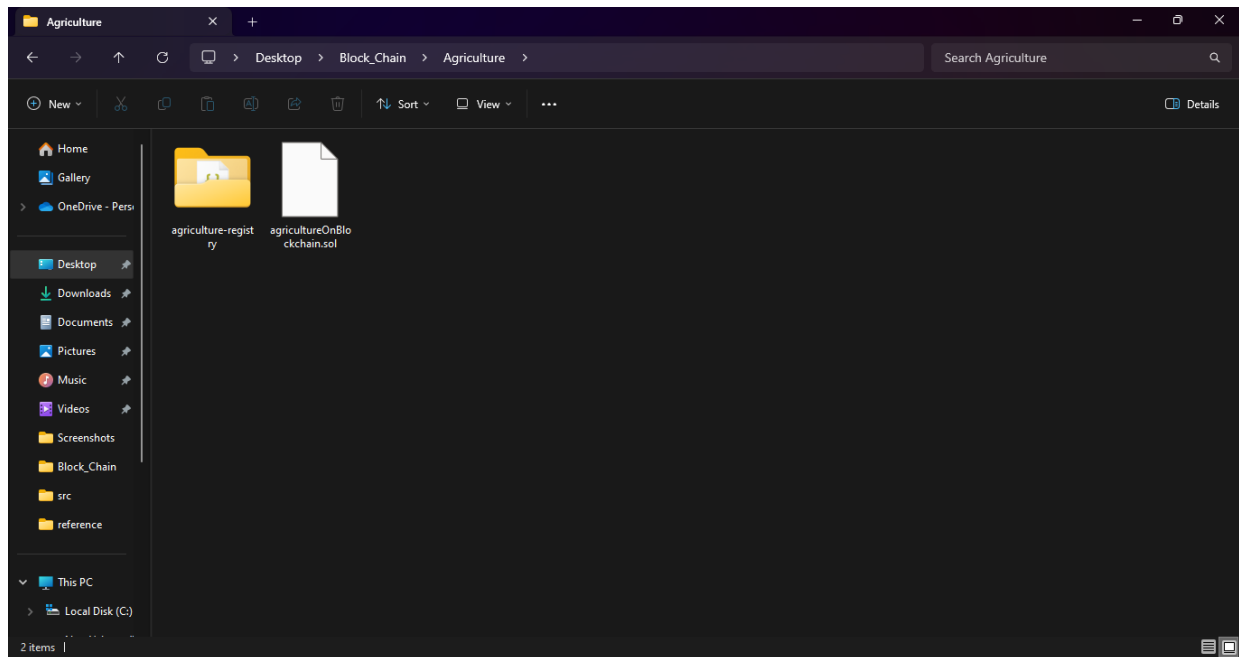 Agriculture
Desktop > Block_Chain > Agriculture >
Search Agriculture
New
Sort
View
Details
Home
Gallery
OneDrive - Pers
Desktop
Downloads
Documents
Pictures
Music
Videos
Screenshots
Block_Chain
src
reference
This PC
Local Disk (C:)
agriculture-regist
ry
agricultureOnBlo
ckchain.sol
2 items